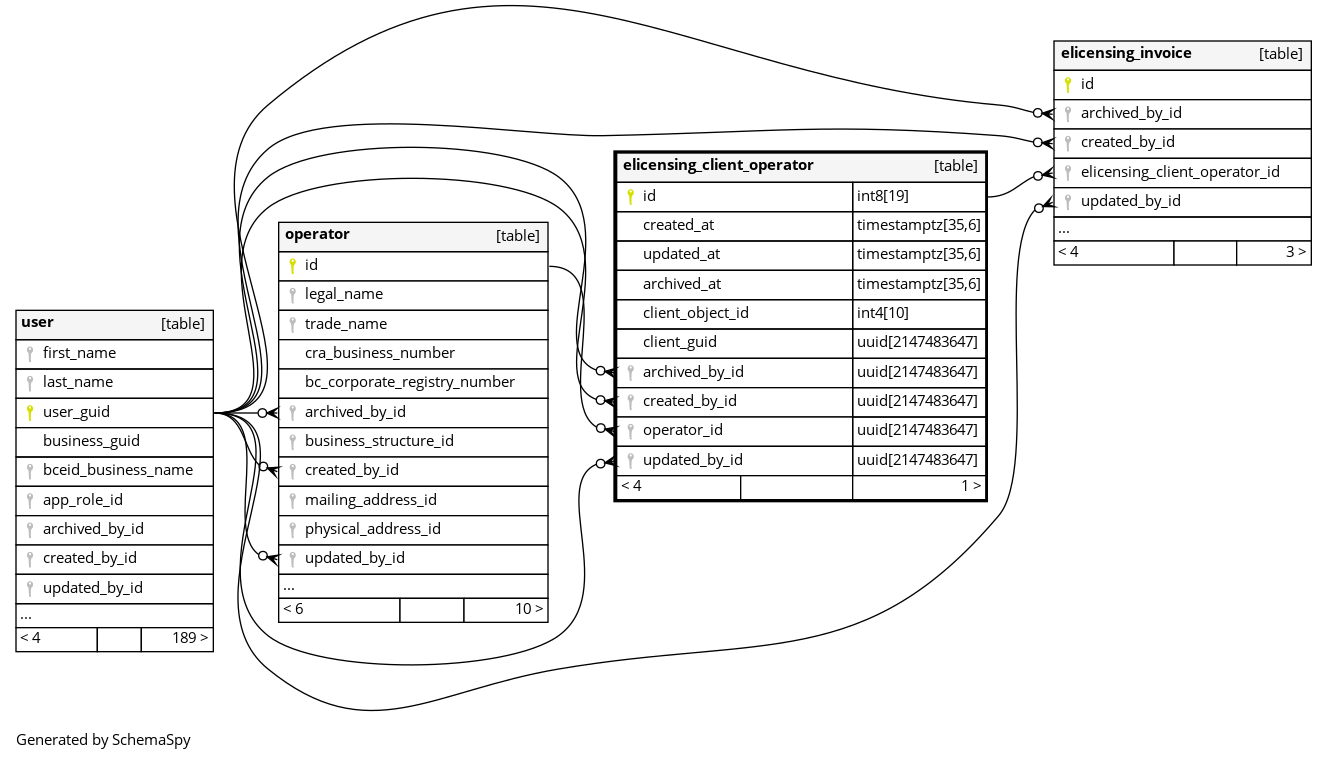 user [table]
first_name
last_name
user_guid
business_guid
bceid_business_name
app_role_id
archived_by_id
created_by_id
updated_by_id
...
< 4 189 >
operator [table]
id
legal_name
trade_name
cra_business_number
bc_corporate_registry_number
archived_by_id
business_structure_id
created_by_id
mailing_address_id
physical_address_id
updated_by_id
...
< 6 10 >
elicensing_client_operator [table]
id int8[19]
created_at timestamptz[35,6]
updated_at timestamptz[35,6]
archived_at timestamptz[35,6]
client_object_id int4[10]
client_guid uuid[2147483647]
archived_by_id uuid[2147483647]
created_by_id uuid[2147483647]
operator_id uuid[2147483647]
updated_by_id uuid[2147483647]
< 4 1 >
elicensing_invoice [table]
id
archived_by_id
created_by_id
elicensing_client_operator_id
updated_by_id
...
< 4 3 >
Generated by SchemaSpy